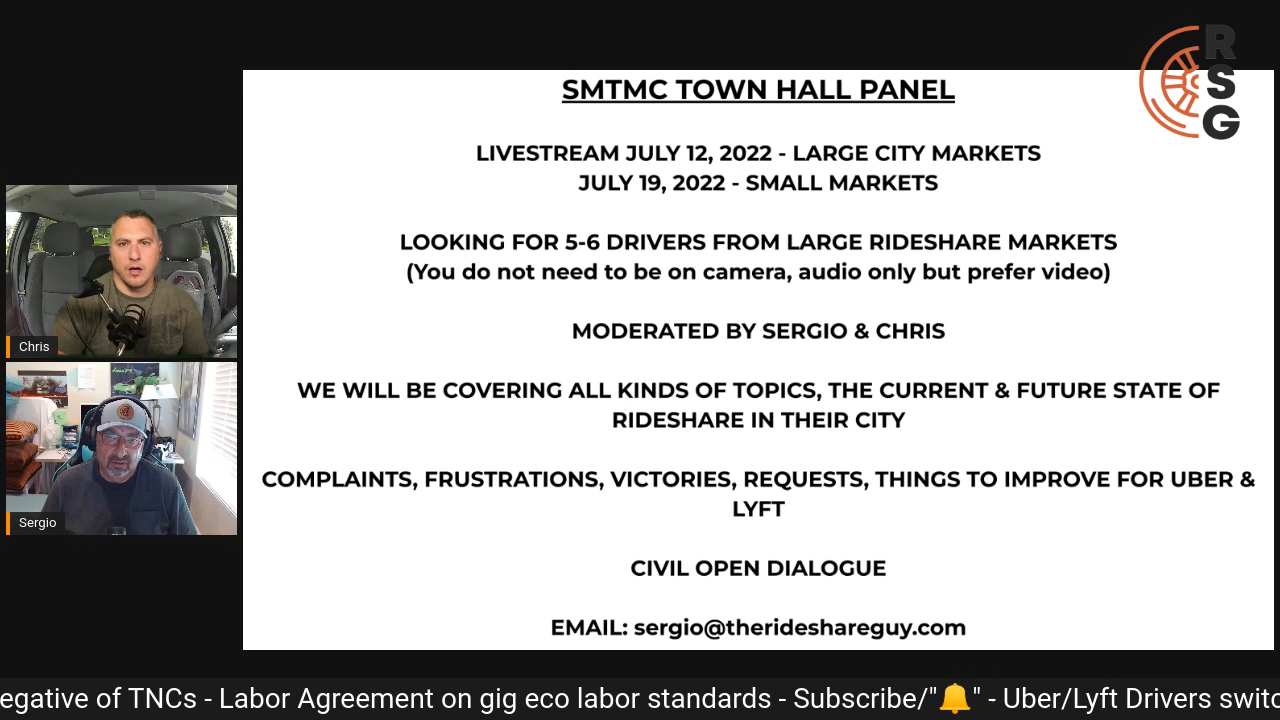 RSG
SMTMC TOWN HALL PANEL
LIVESTREAM JULY 12, 2022 - LARGE CITY MARKETS
JULY 19, 2022 - SMALL MARKETS
LOOKING FOR 5-6 DRIVERS FROM LARGE RIDESHARE MARKETS
(You do not need to be on camera, audio only but prefer video)
MODERATED BY SERGIO & CHRIS
WE WILL BE COVERING ALL KINDS OF TOPICS, THE CURRENT & FUTURE STATE OF
RIDESHARE IN THEIR CITY
COMPLAINTS, FRUSTRATIONS, VICTORIES, REQUESTS, THINGS TO IMPROVE FOR UBER &
LYFT
CIVIL OPEN DIALOGUE
EMAIL: sergio@therideshareguy.com
Chris
Sergio
egative of TNCs - Labor Agreement on gig eco labor standards - Subscribe/"🔔" - Uber/Lyft Drivers switc